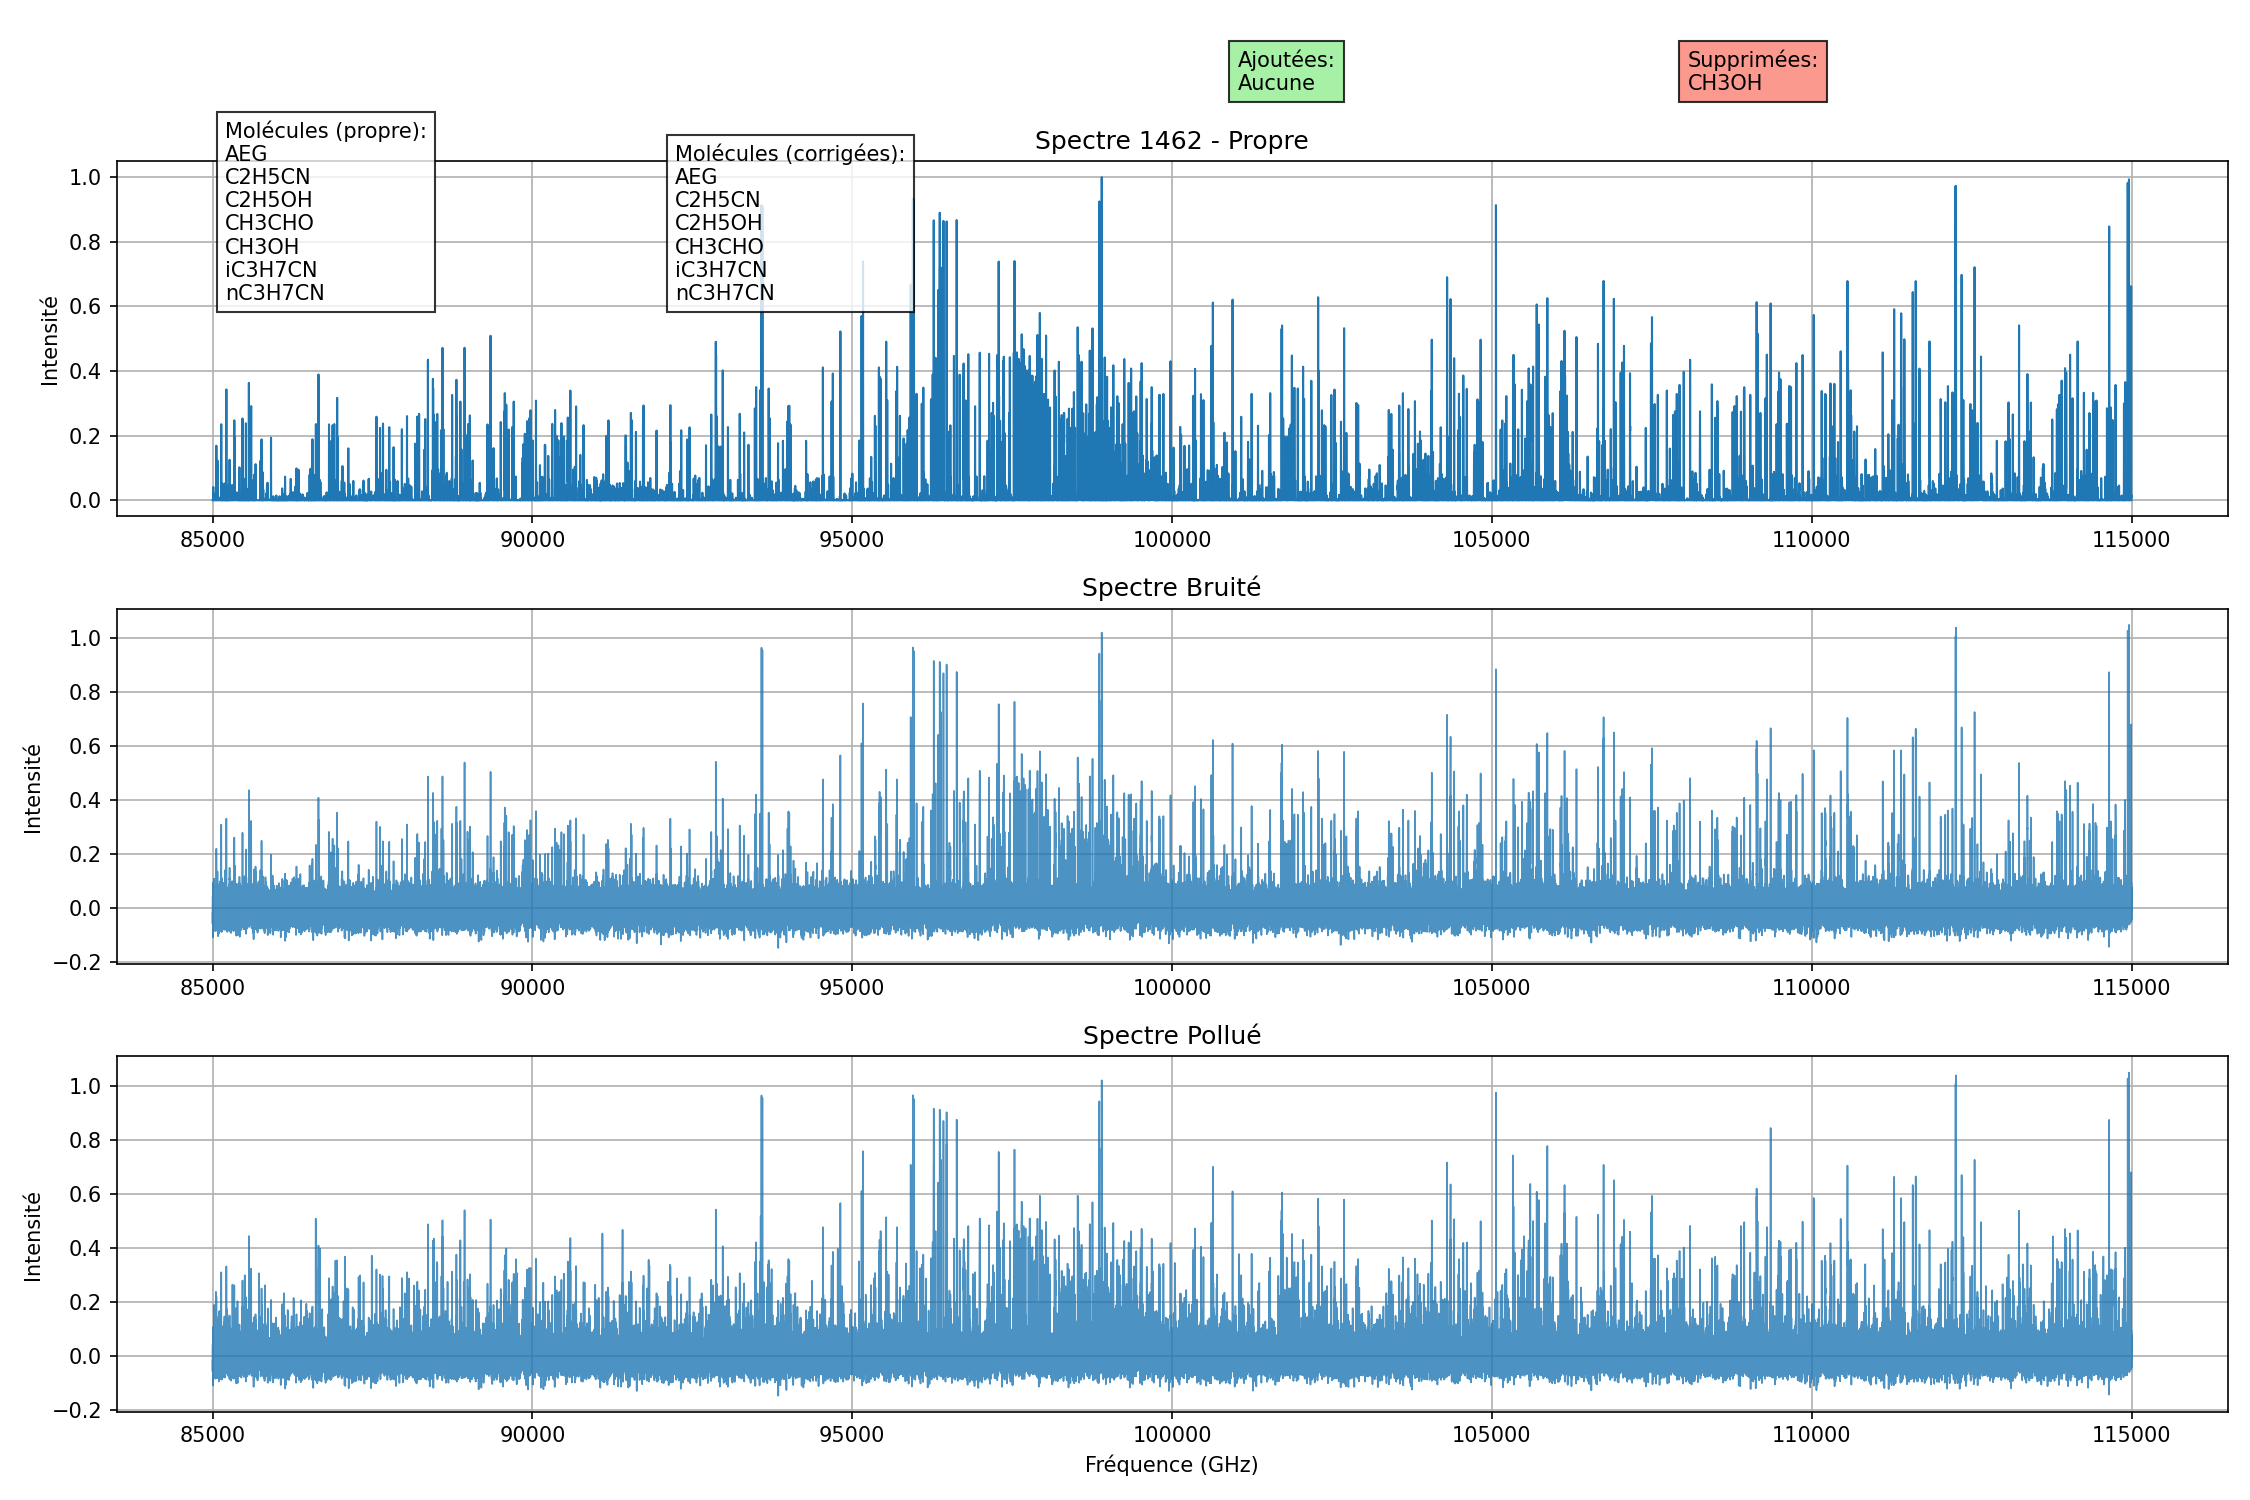 Ajoutées:
Aucune
Supprimées:
CH3OH
Molécules (propre):
AEG
C2H5CN
C2H5OH
CH3CHO
CH3OH
iC3H7CN
nC3H7CN
Molécules (corrigées):
AEG
C2H5CN
C2H5OH
CH3CHO
iC3H7CN
nC3H7CN
Spectre 1462 - Propre
Intensité
1.0
0.8
0.6
0.4
0.2
0.0
85000 90000 95000 100000 105000 110000 115000
Spectre Bruité
Intensité
1.0
0.8
0.6
0.4
0.2
0.0
−0.2
85000 90000 95000 100000 105000 110000 115000
Spectre Pollué
Intensité
1.0
0.8
0.6
0.4
0.2
0.0
−0.2
85000 90000 95000 100000 105000 110000 115000
Fréquence (GHz)